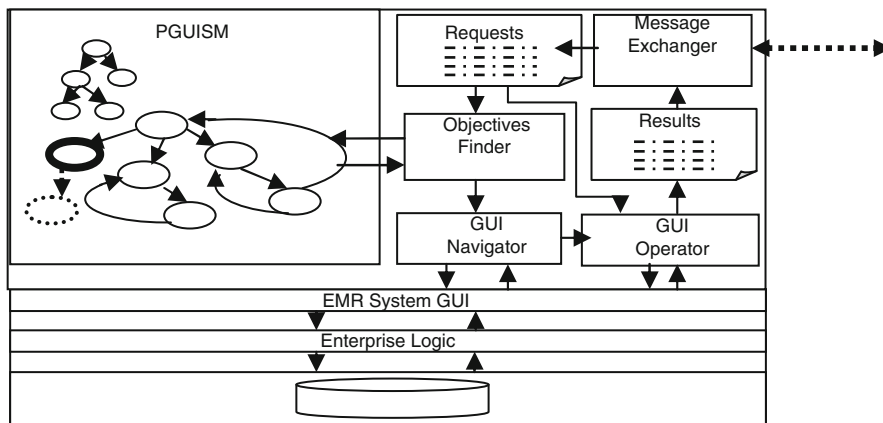 PGUISM
Requests
Message
Exchanger
Objectives
Finder
Results
GUI
Navigator
GUI
Operator
EMR System GUI
Enterprise Logic